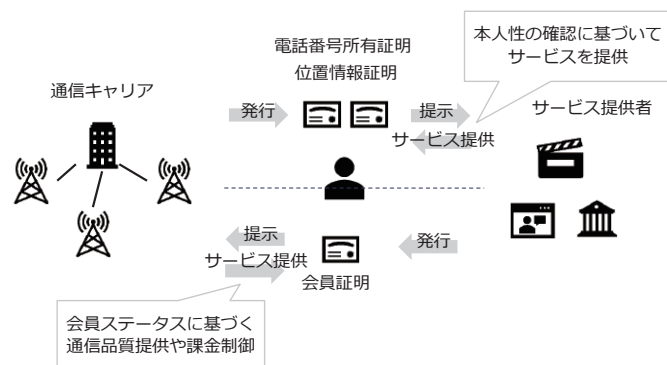 本人性の確認に基づいて
サービスを提供
電話番号所有証明
位置情報証明
通信キャリア
発行
提示
サービス提供者
サービス提供
提示
サービス提供
発行
会員証明
会員ステータスに基づく
通信品質提供や課金制御